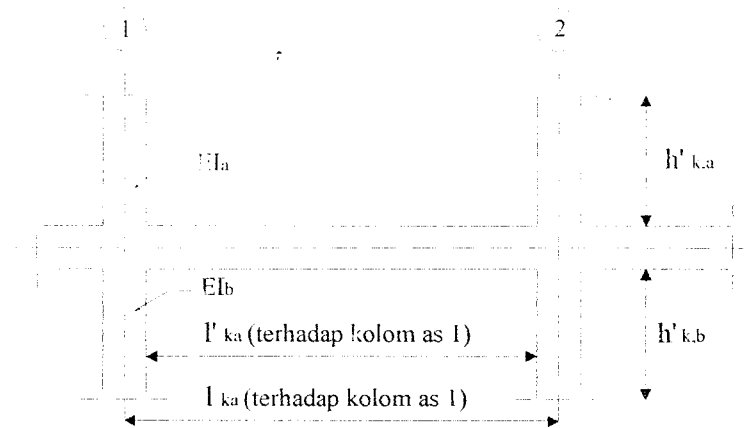 1 2
EIa
h' k,a
EIb
l' ka (terhadap kolom as 1)
h' k,b
l ka (terhadap kolom as 1)